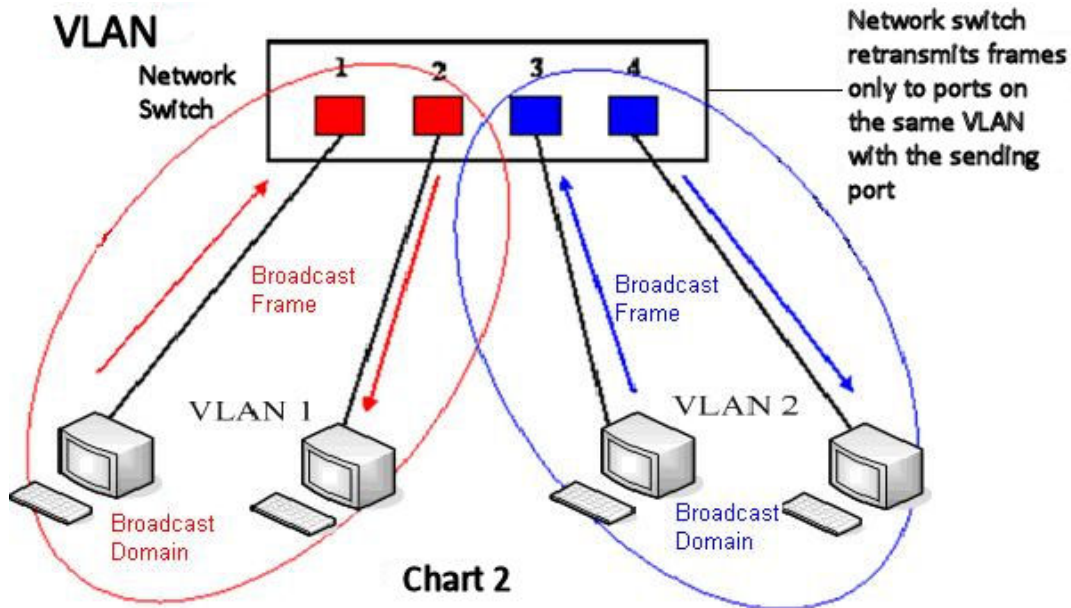 VLAN
Network
Switch
1 2 3 4
Network switch
retransmits frames
only to ports on
the same VLAN
with the sending
port
Broadcast
Frame
Broadcast
Frame
VLAN 1
VLAN 2
Broadcast
Domain
Broadcast
Domain
Chart 2